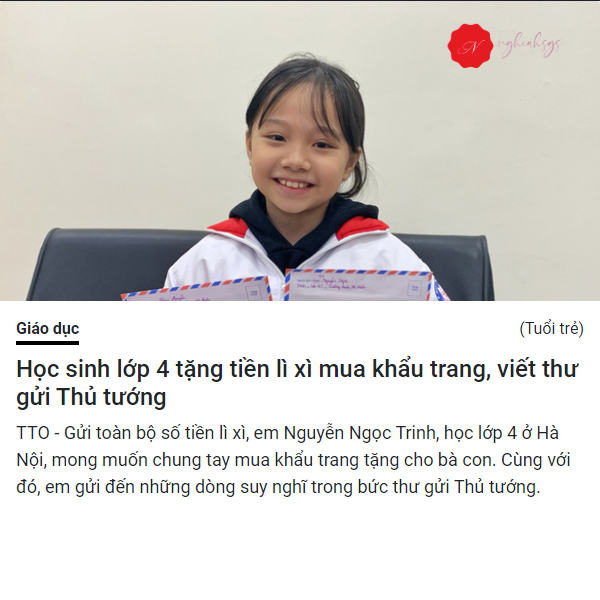 N ngheahsgs
Giáo dục
(Tuổi trẻ)
Học sinh lớp 4 tặng tiền lì xì mua khẩu trang, viết thư
gửi Thủ tướng
TTO - Gửi toàn bộ số tiền lì xì, em Nguyễn Ngọc Trinh, học lớp 4 ở Hà
Nội, mong muốn chung tay mua khẩu trang tặng cho bà con. Cùng với
đó, em gửi đến những dòng suy nghĩ trong bức thư gửi Thủ tướng.